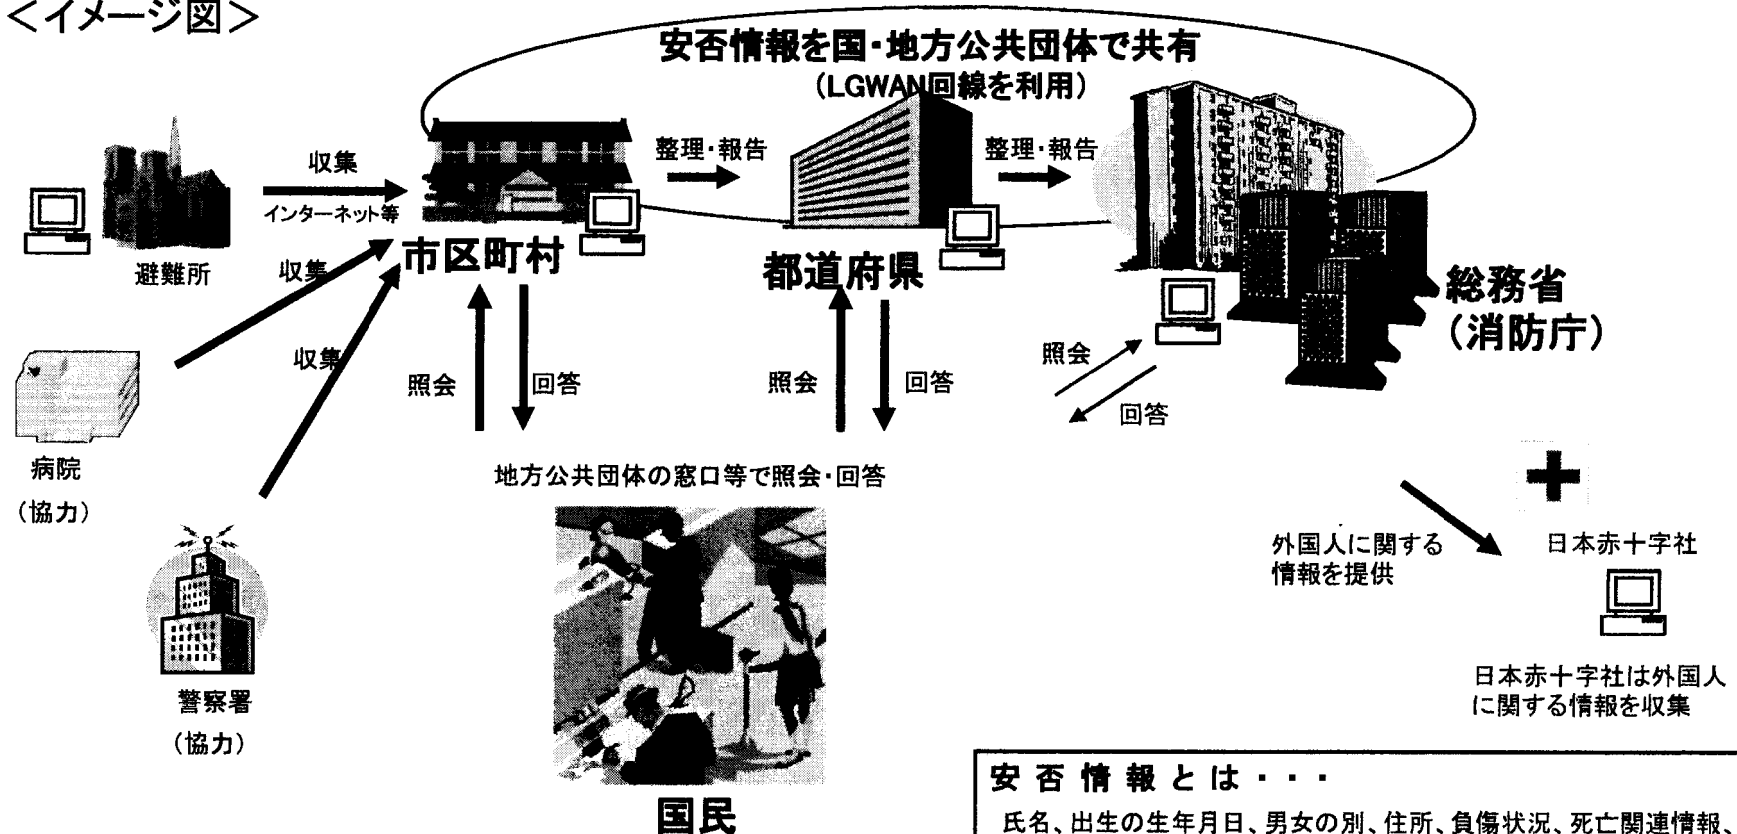 ＜イメージ図＞
安否情報を国・地方公共団体で共有
（LGWAN回線を利用）
収集
インターネット等
整理・報告
整理・報告
避難所
市区町村
都道府県
総務省
（消防庁）
収集
収集
照会
回答
照会
回答
照会
回答
病院
（協力）
地方公共団体の窓口等で照会・回答
警察署
（協力）
国民
外国人に関する
情報を提供
日本赤十字社
日本赤十字社は外国人
に関する情報を収集
安否情報とは・・・
氏名、出生の生年月日、男女の別、住所、負傷状況、死亡関連情報、